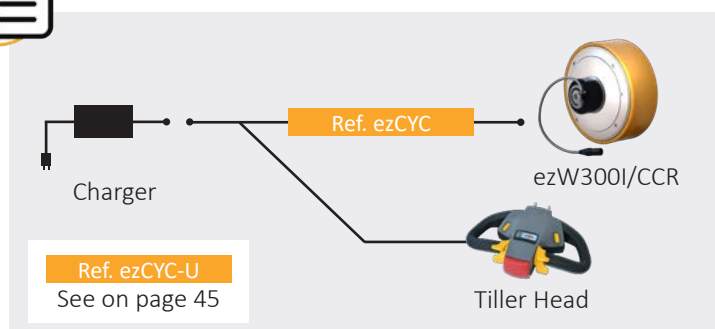 Ref. ezCYC
Charger
ezW300I/CCR
Ref. ezCYC-U
See on page 45
Tiller Head